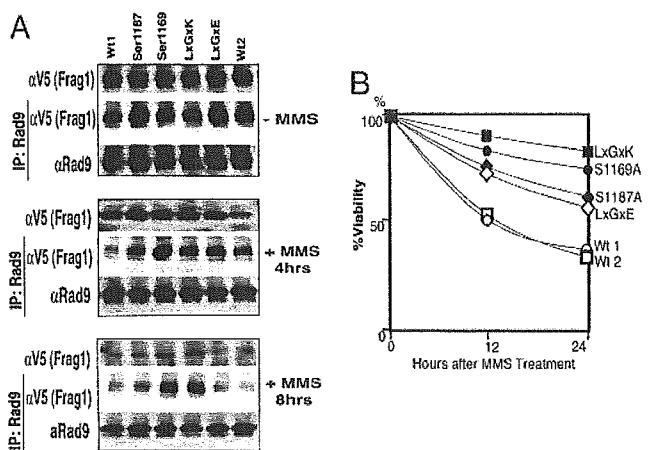 A
Wt1
Ser1187
Ser1169
LxGxK
LxGxE
Wt2
αV5 (Frag1)
IP: Rad9
αV5 (Frag1)
αRad9
- MMS
αV5 (Frag1)
IP: Rad9
αV5 (Frag1)
αRad9
+ MMS
4hrs
αV5 (Frag1)
IP: Rad9
αV5 (Frag1)
aRad9
+ MMS
8hrs
B
%
100
50
0
%Viability
LxGxK
S1169A
S1187A
LxGxE
Wt 1
Wt 2
0
12
24
Hours after MMS Treatment